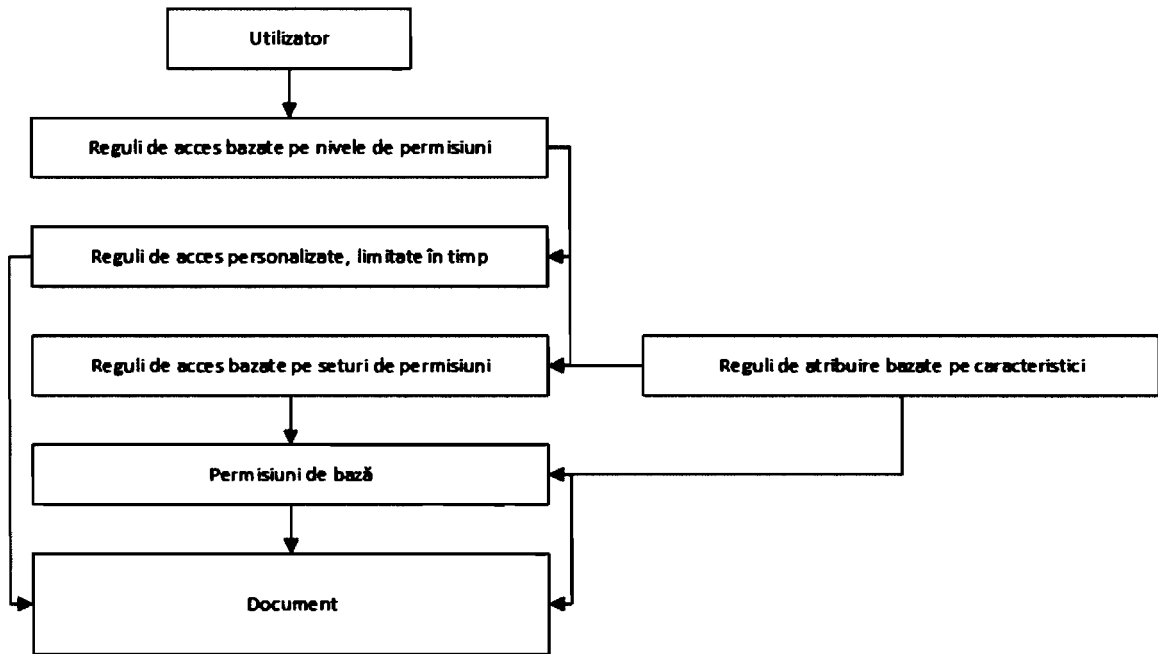 Utilizator
Reguli de acces bazate pe nivele de permisiuni
Reguli de acces personalizate, limitate în timp
Reguli de acces bazate pe seturi de permisiuni
Reguli de atribuire bazate pe caracteristici
Permisiuni de bază
Document